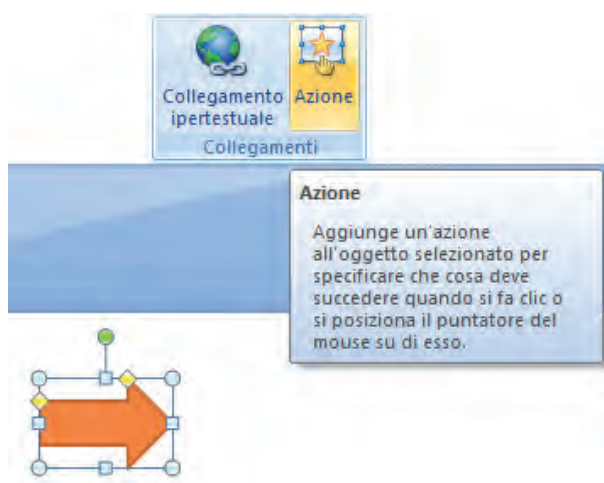 Collegamento Azione
ipertestuale
Collegamenti
Azione
Aggiunge un'azione
all'oggetto selezionato per
specificare che cosa deve
succedere quando si fa clic o
si posiziona il puntatore del
mouse su di esso.